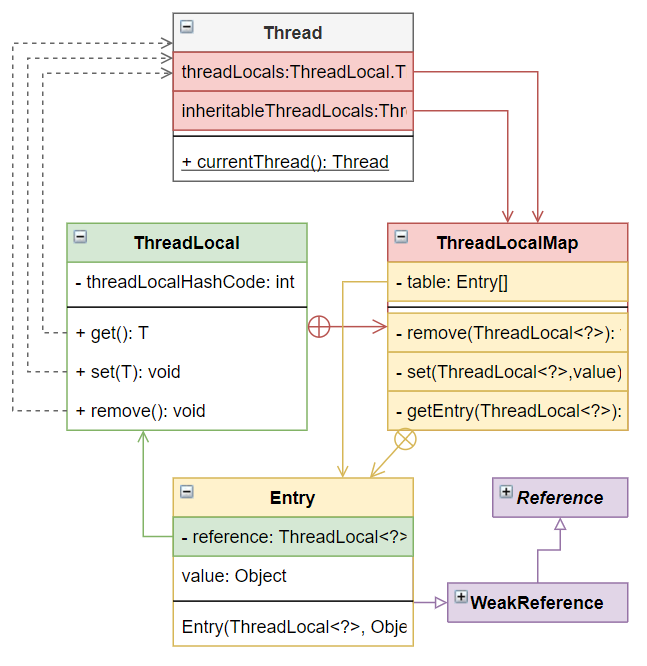 Thread
threadLocals:ThreadLocal.T
inheritableThreadLocals:Thr
+ currentThread(): Thread
ThreadLocal
- threadLocalHashCode: int
+ get(): T
+ set(T): void
+ remove(): void
ThreadLocalMap
- table: Entry[]
- remove(ThreadLocal<?>):
- set(ThreadLocal<?>,value)
- getEntry(ThreadLocal<?>):
Entry
- reference: ThreadLocal<?>
value: Object
Entry(ThreadLocal<?>, Obje
Reference
WeakReference